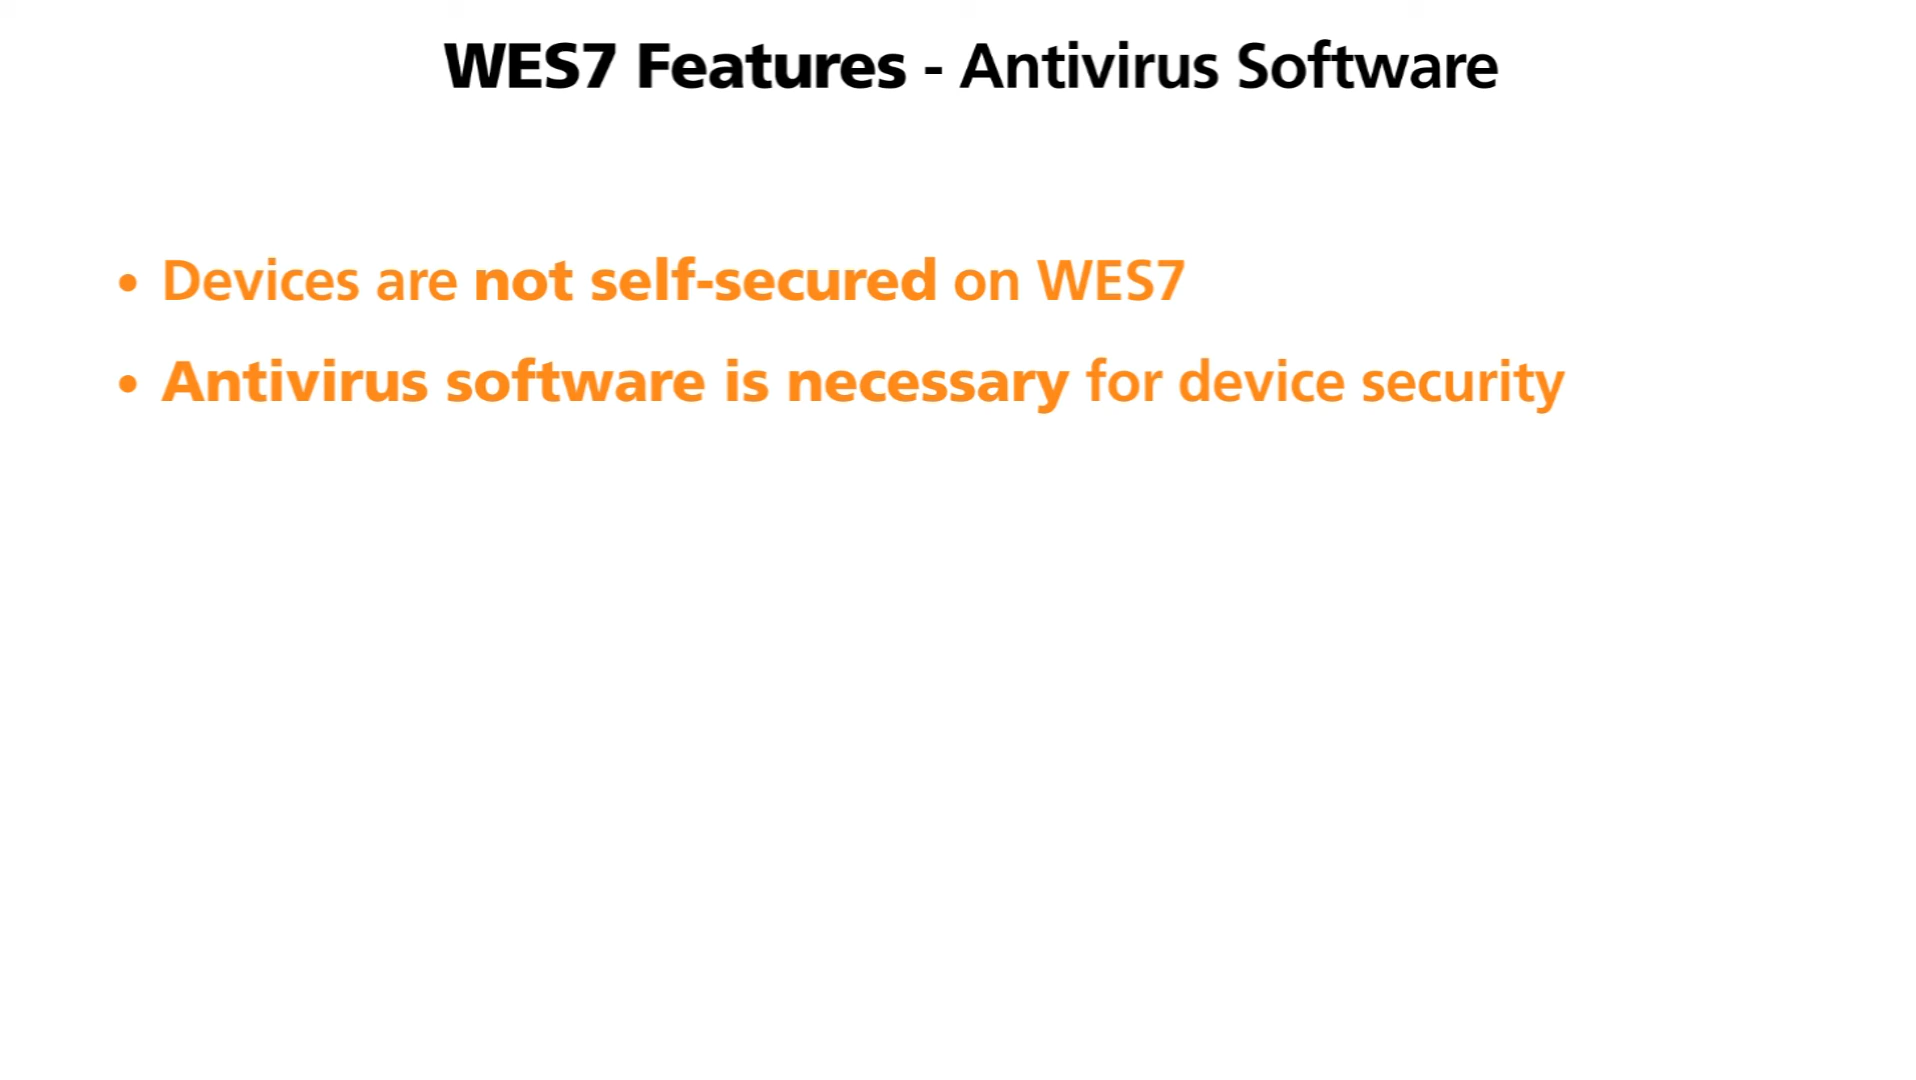 WES7 Features - Antivirus Software
• Devices are not self-secured on WES7
• Antivirus software is necessary for device security